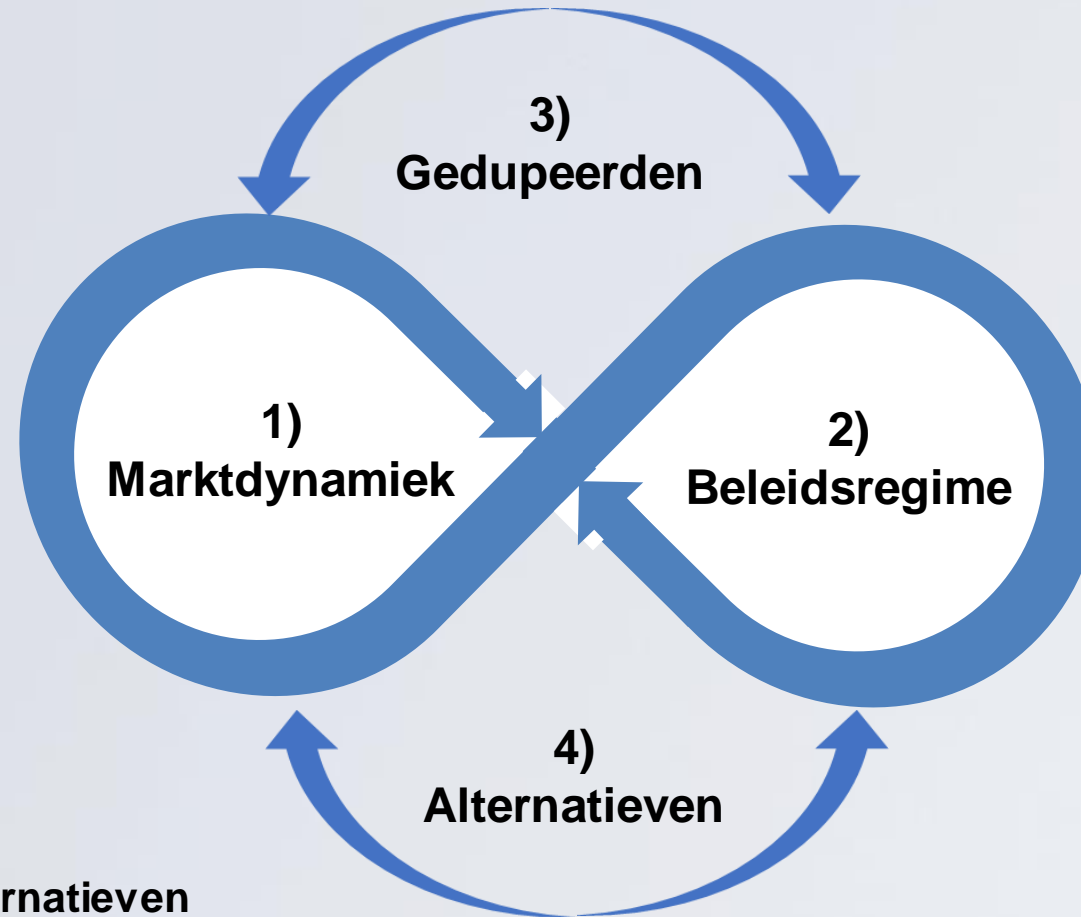 3)
Gedupeerden
1)
Marktdynamiek
2)
Beleidsregime
4)
Alternatieven
rnatieven